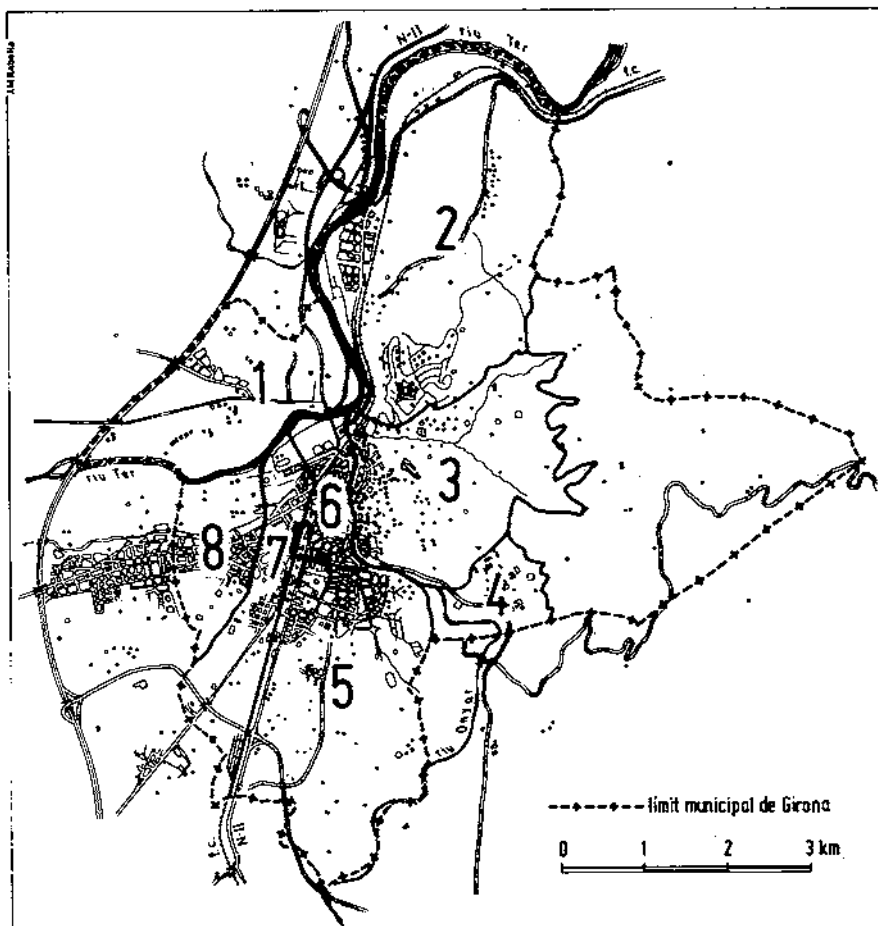 J.M.Rabella
N-II
riu Ter
f.c.
2
1
riu Ter
3
6
8
7
4
5
riu Onyar
f.c.
N-II
límit municipal de Girona
0 1 2 3 km